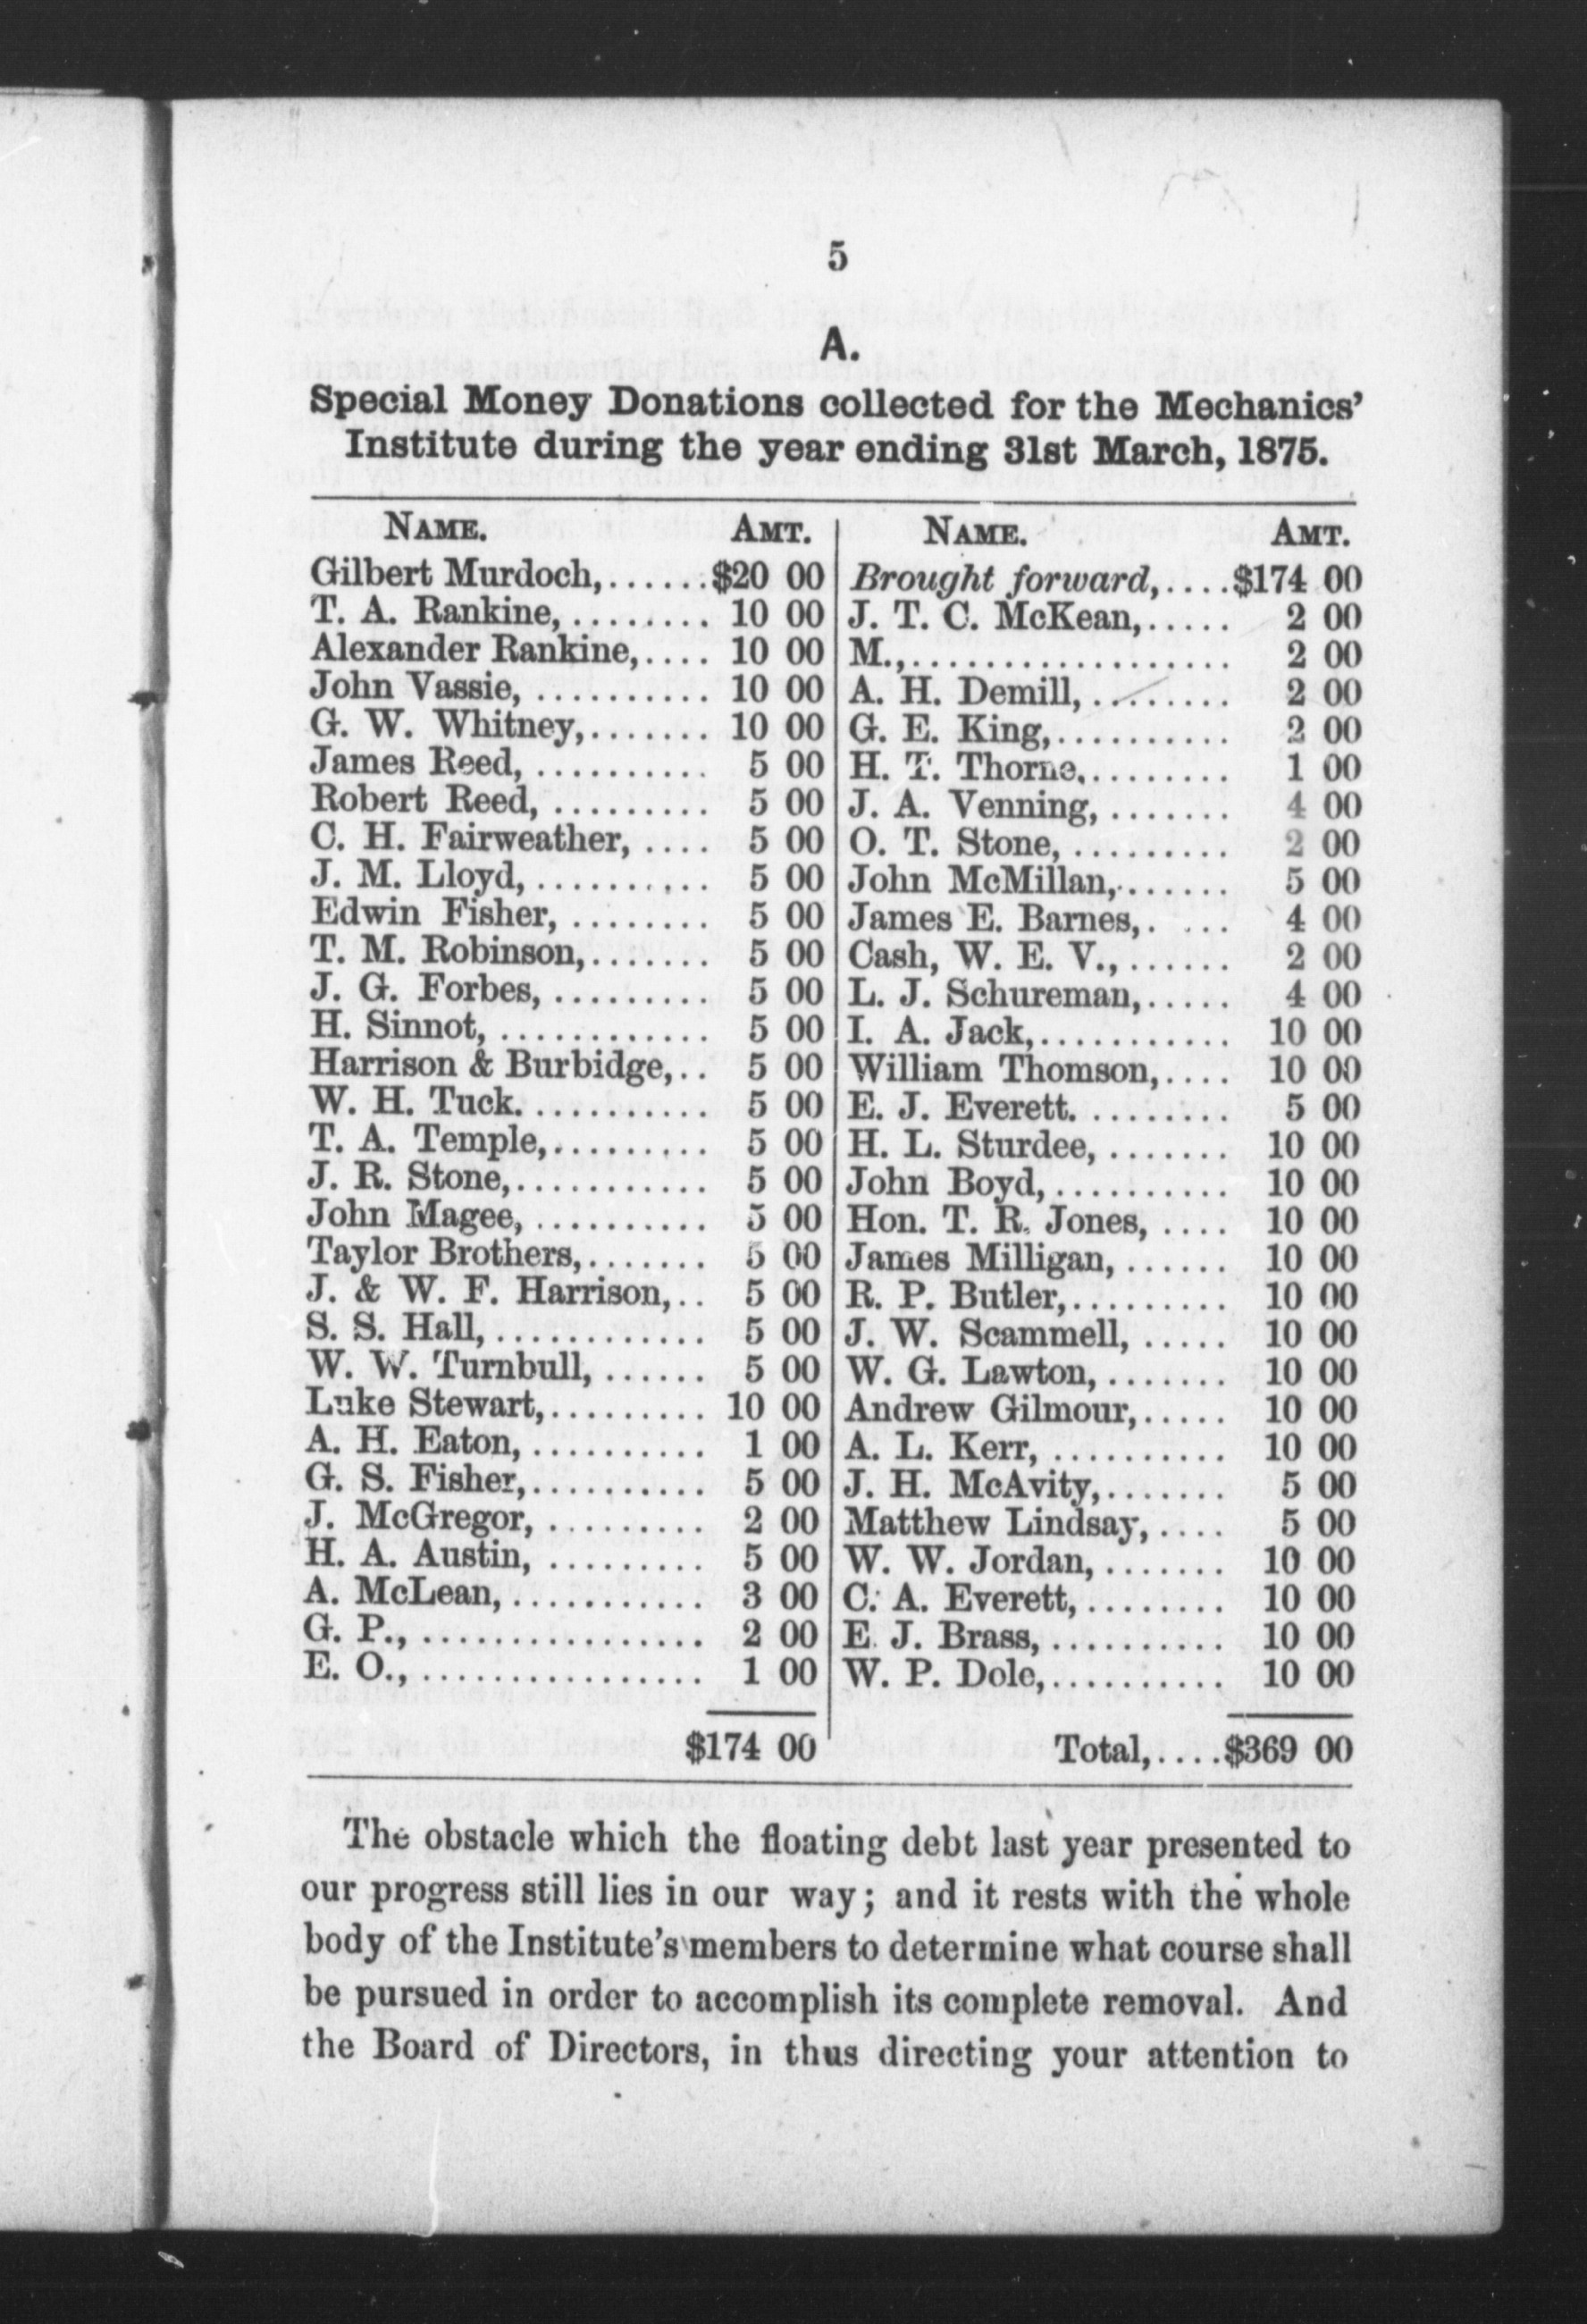 5
A.
Special Money Donations collected for the Mechanics'
Institute during the year ending 31st March, 1875.
NAME. AMT.
Gilbert Murdoch,......$20 00
T. A. Rankine,........ 10 00
Alexander Rankine,.... 10 00
John Vassie, .......... 10 00
G. W. Whitney,....... 10 00
James Reed, .......... 5 00
Robert Reed, ......... 5 00
C. H. Fairweather, .... 5 00
J. M. Lloyd, .......... 5 00
Edwin Fisher, ........ 5 00
T. M. Robinson,....... 5 00
J. G. Forbes, ......... 5 00
H. Sinnot, ............ 5 00
Harrison & Burbidge,.. 5 00
W. H. Tuck........... 5 00
T. A. Temple,......... 5 00
J. R. Stone,........... 5 00
John Magee, .......... 5 00
Taylor Brothers,....... 5 00
J. & W. F. Harrison,.. 5 00
S. S. Hall, ............ 5 00
W. W. Turnbull, ...... 5 00
Luke Stewart,......... 10 00
A. H. Eaton, .......... 1 00
G. S. Fisher,.......... 5 00
J. McGregor, ......... 2 00
H. A. Austin, ......... 5 00
A. McLean, ........... 3 00
G. P., ................ 2 00
E. O., ................ 1 00
$174 00
NAME. AMT.
Brought forward,....$174 00
J. T. C. McKean,..... 2 00
M.,.................. 2 00
A. H. Demill, ........ 2 00
G. E. King,.......... 2 00
H. T. Thorne......... 1 00
J. A. Venning, ....... 4 00
O. T. Stone, ......... 2 00
John McMillan,...... 5 00
James E. Barnes,. ... 4 00
Cash, W. E. V., ...... 2 00
L. J. Schureman,..... 4 00
I. A. Jack,........... 10 00
William Thomson,.... 10 00
E. J. Everett. ........ 5 00
H. L. Sturdee, ....... 10 00
John Boyd, .......... 10 00
Hon. T. R. Jones, .... 10 00
James Milligan, ...... 10 00
R. P. Butler,......... 10 00
J. W. Scammell, ..... 10 00
W. G. Lawton, ....... 10 00
Andrew Gilmour,..... 10 00
A. L. Kerr, .......... 10 00
J. H. McAvity,....... 5 00
Matthew Lindsay, .... 5 00
W. W. Jordan, ....... 10 00
C. A. Everett, ........ 10 00
E. J. Brass, .......... 10 00
W. P. Dole,.......... 10 00
Total,....$369 00
The obstacle which the floating debt last year presented to
our progress still lies in our way; and it rests with the whole
body of the Institute's members to determine what course shall
be pursued in order to accomplish its complete removal. And
the Board of Directors, in thus directing your attention to